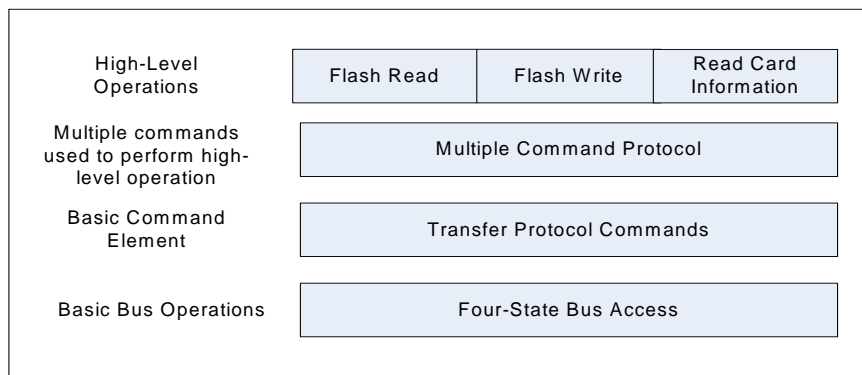 High-Level
Operations
Flash Read
Flash Write
Read Card
Information
Multiple commands
used to perform high-
level operation
Multiple Command Protocol
Basic Command
Element
Transfer Protocol Commands
Basic Bus Operations
Four-State Bus Access